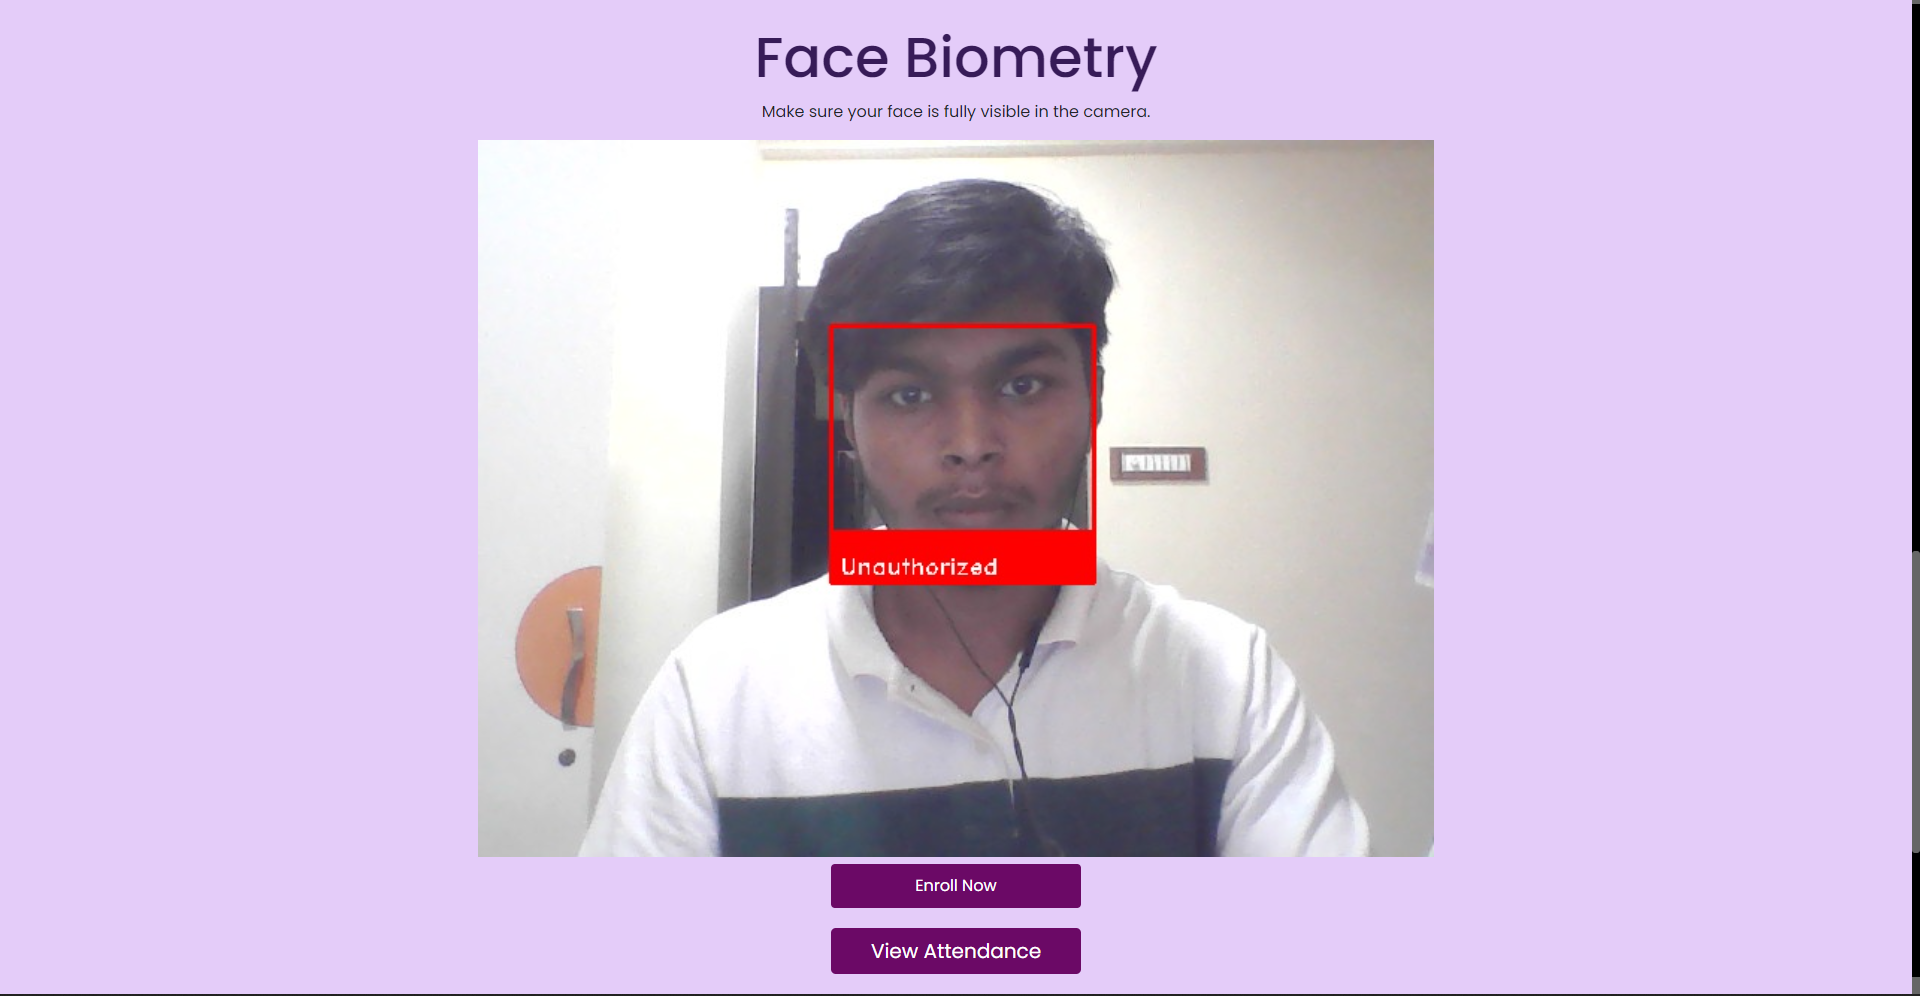 Face Biometry
Make sure your face is fully visible in the camera.
Unauthorized
Enroll Now
View Attendance